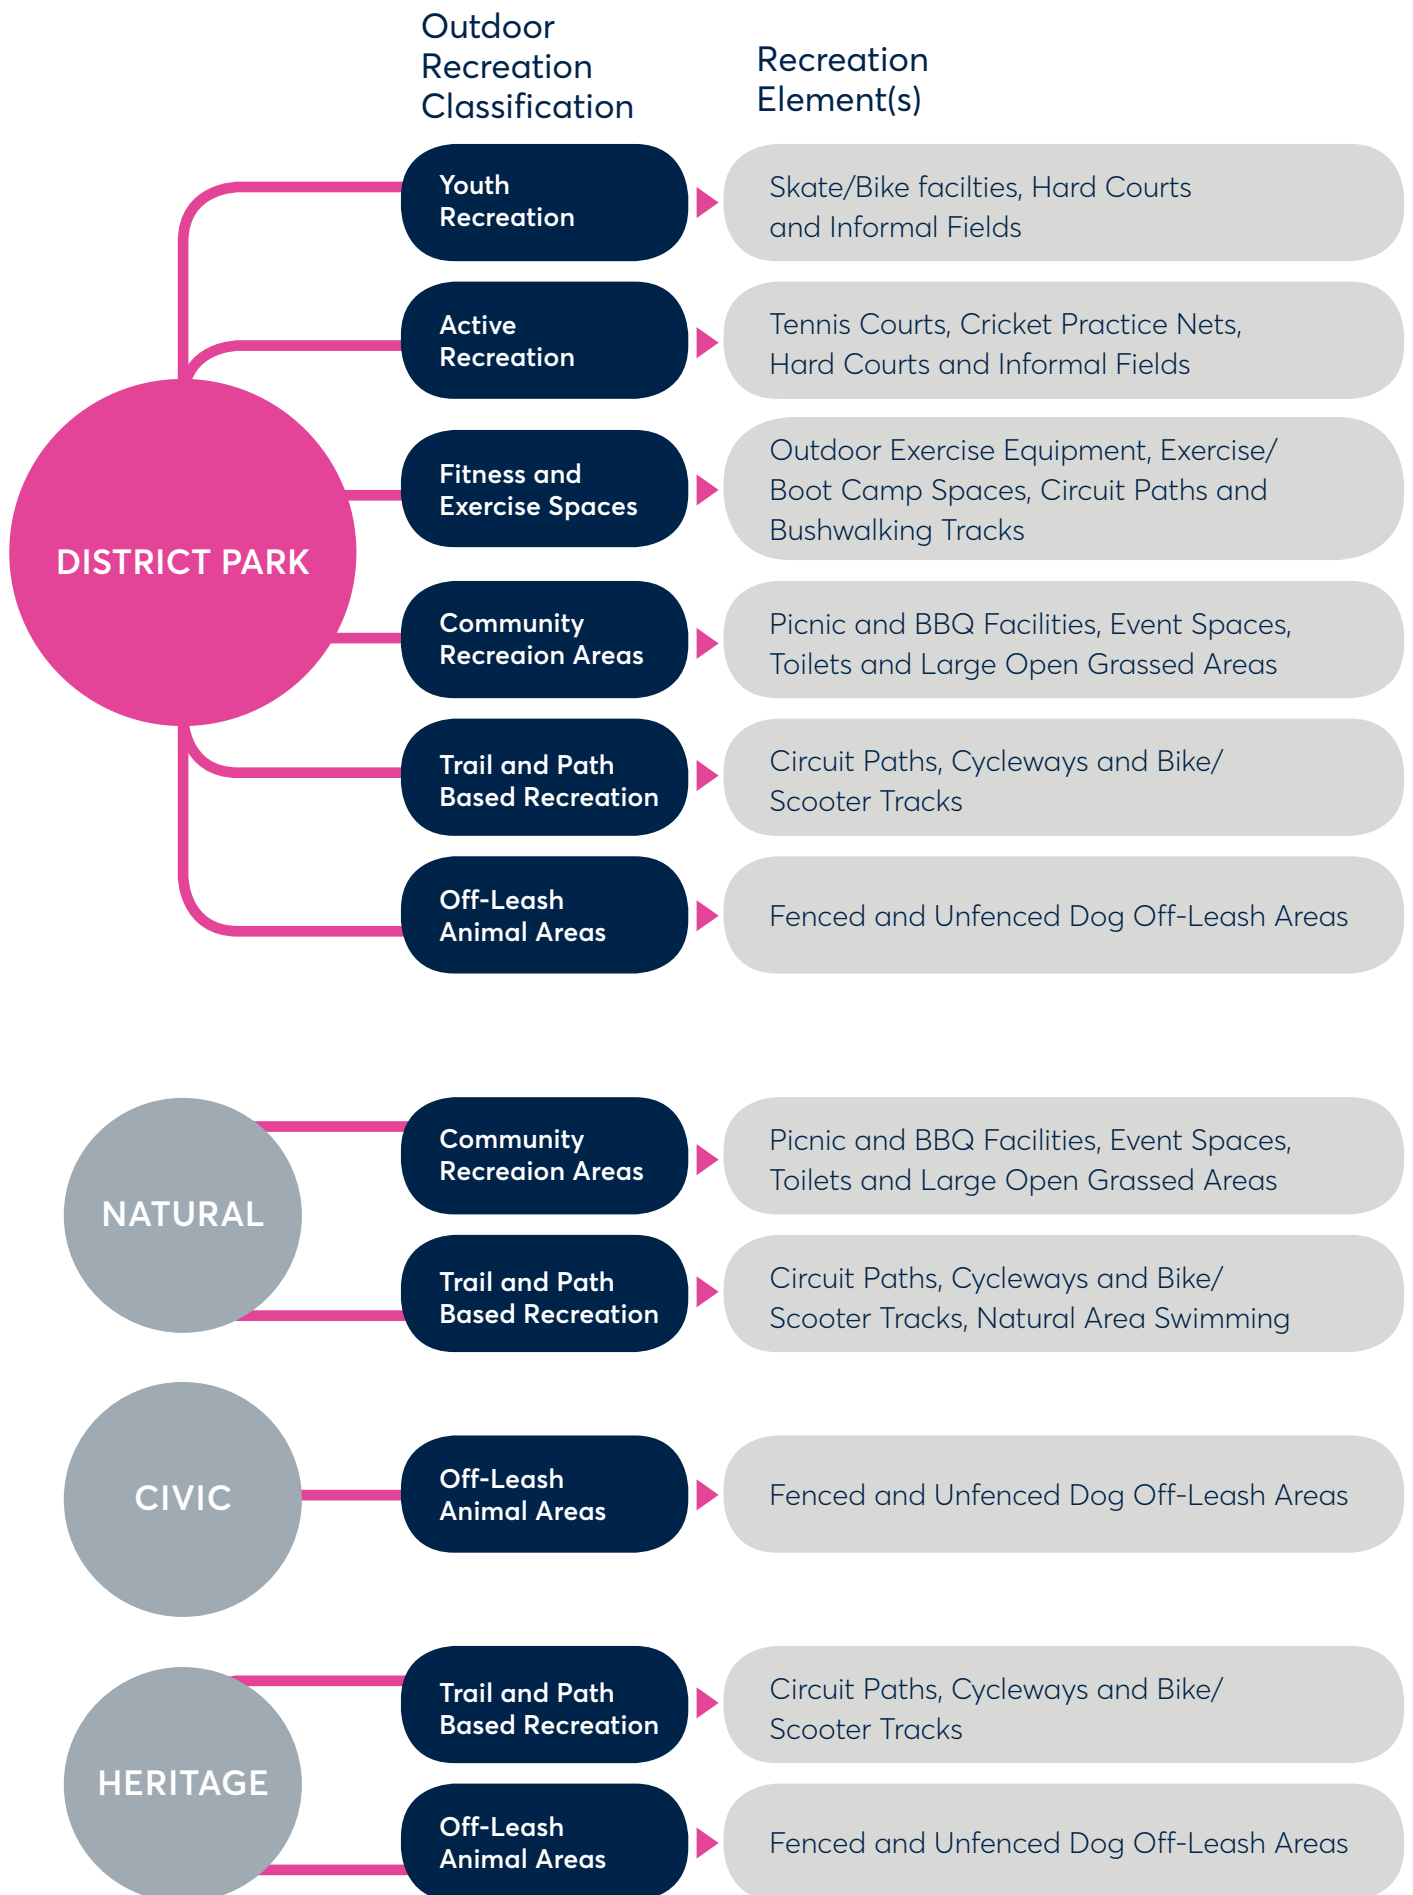 Outdoor
Recreation
Classification
Recreation
Element(s)
Youth
Recreation
Skate/Bike facilties, Hard Courts
and Informal Fields
Active
Recreation
Tennis Courts, Cricket Practice Nets,
Hard Courts and Informal Fields
Fitness and
Exercise Spaces
Outdoor Exercise Equipment, Exercise/
Boot Camp Spaces, Circuit Paths and
Bushwalking Tracks
DISTRICT PARK
Community
Recreaion Areas
Picnic and BBQ Facilities, Event Spaces,
Toilets and Large Open Grassed Areas
Trail and Path
Based Recreation
Circuit Paths, Cycleways and Bike/
Scooter Tracks
Off-Leash
Animal Areas
Fenced and Unfenced Dog Off-Leash Areas
NATURAL
Community
Recreaion Areas
Picnic and BBQ Facilities, Event Spaces,
Toilets and Large Open Grassed Areas
Trail and Path
Based Recreation
Circuit Paths, Cycleways and Bike/
Scooter Tracks, Natural Area Swimming
CIVIC
Off-Leash
Animal Areas
Fenced and Unfenced Dog Off-Leash Areas
HERITAGE
Trail and Path
Based Recreation
Circuit Paths, Cycleways and Bike/
Scooter Tracks
Off-Leash
Animal Areas
Fenced and Unfenced Dog Off-Leash Areas